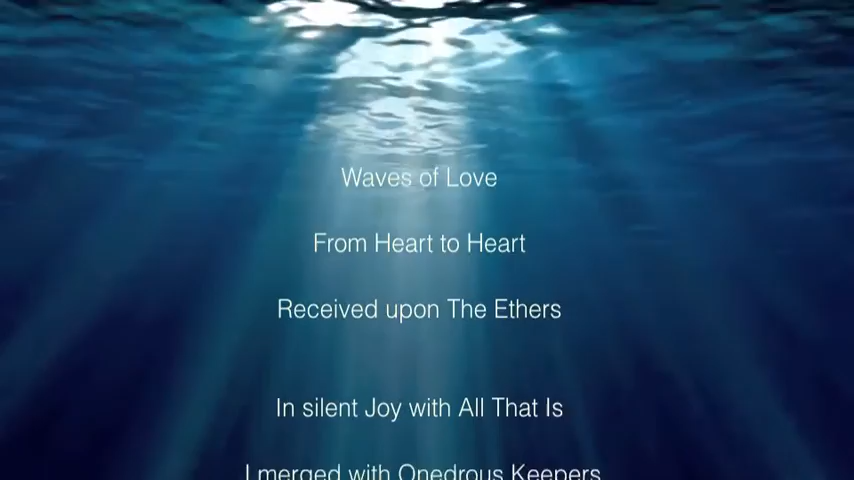 Waves of Love
From Heart to Heart
Received upon The Ethers
In silent Joy with All That Is
I merged with Onedrous Keepers